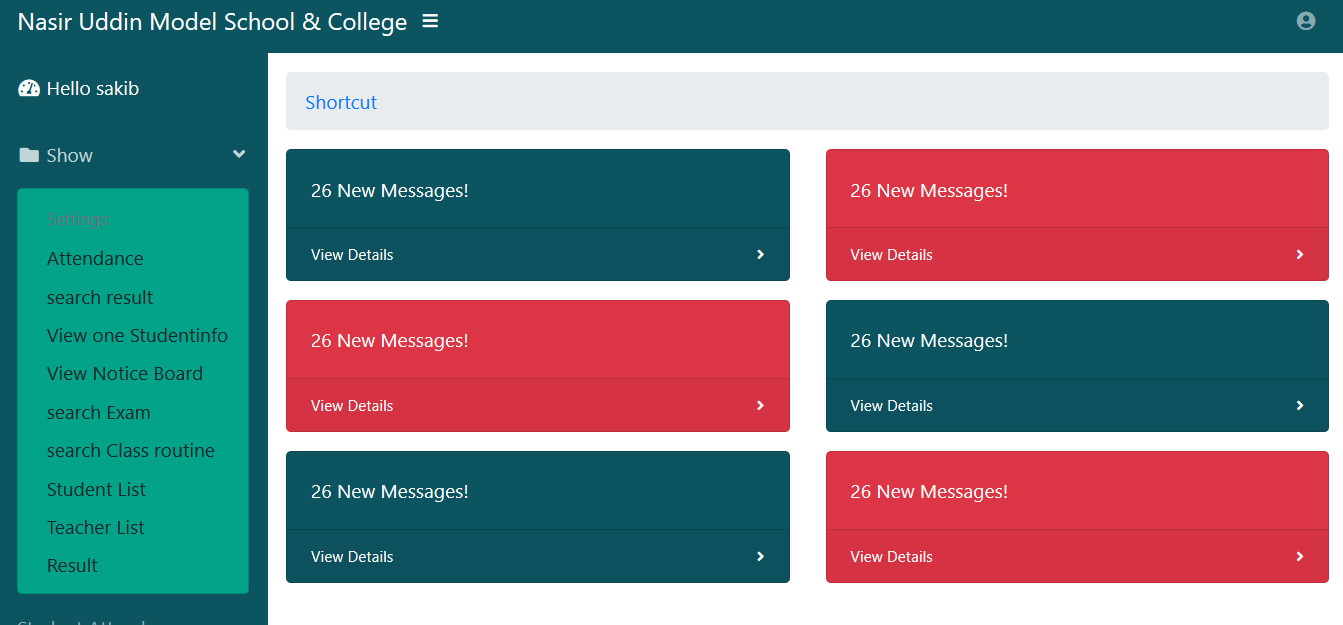 Nasir Uddin Model School & College
Hello sakib
Show
Settings:
Attendance
search result
View one Studentinfo
View Notice Board
search Exam
search Class routine
Student List
Teacher List
Result
Shortcut
26 New Messages!
View Details
26 New Messages!
View Details
26 New Messages!
View Details
26 New Messages!
View Details
26 New Messages!
View Details
26 New Messages!
View Details